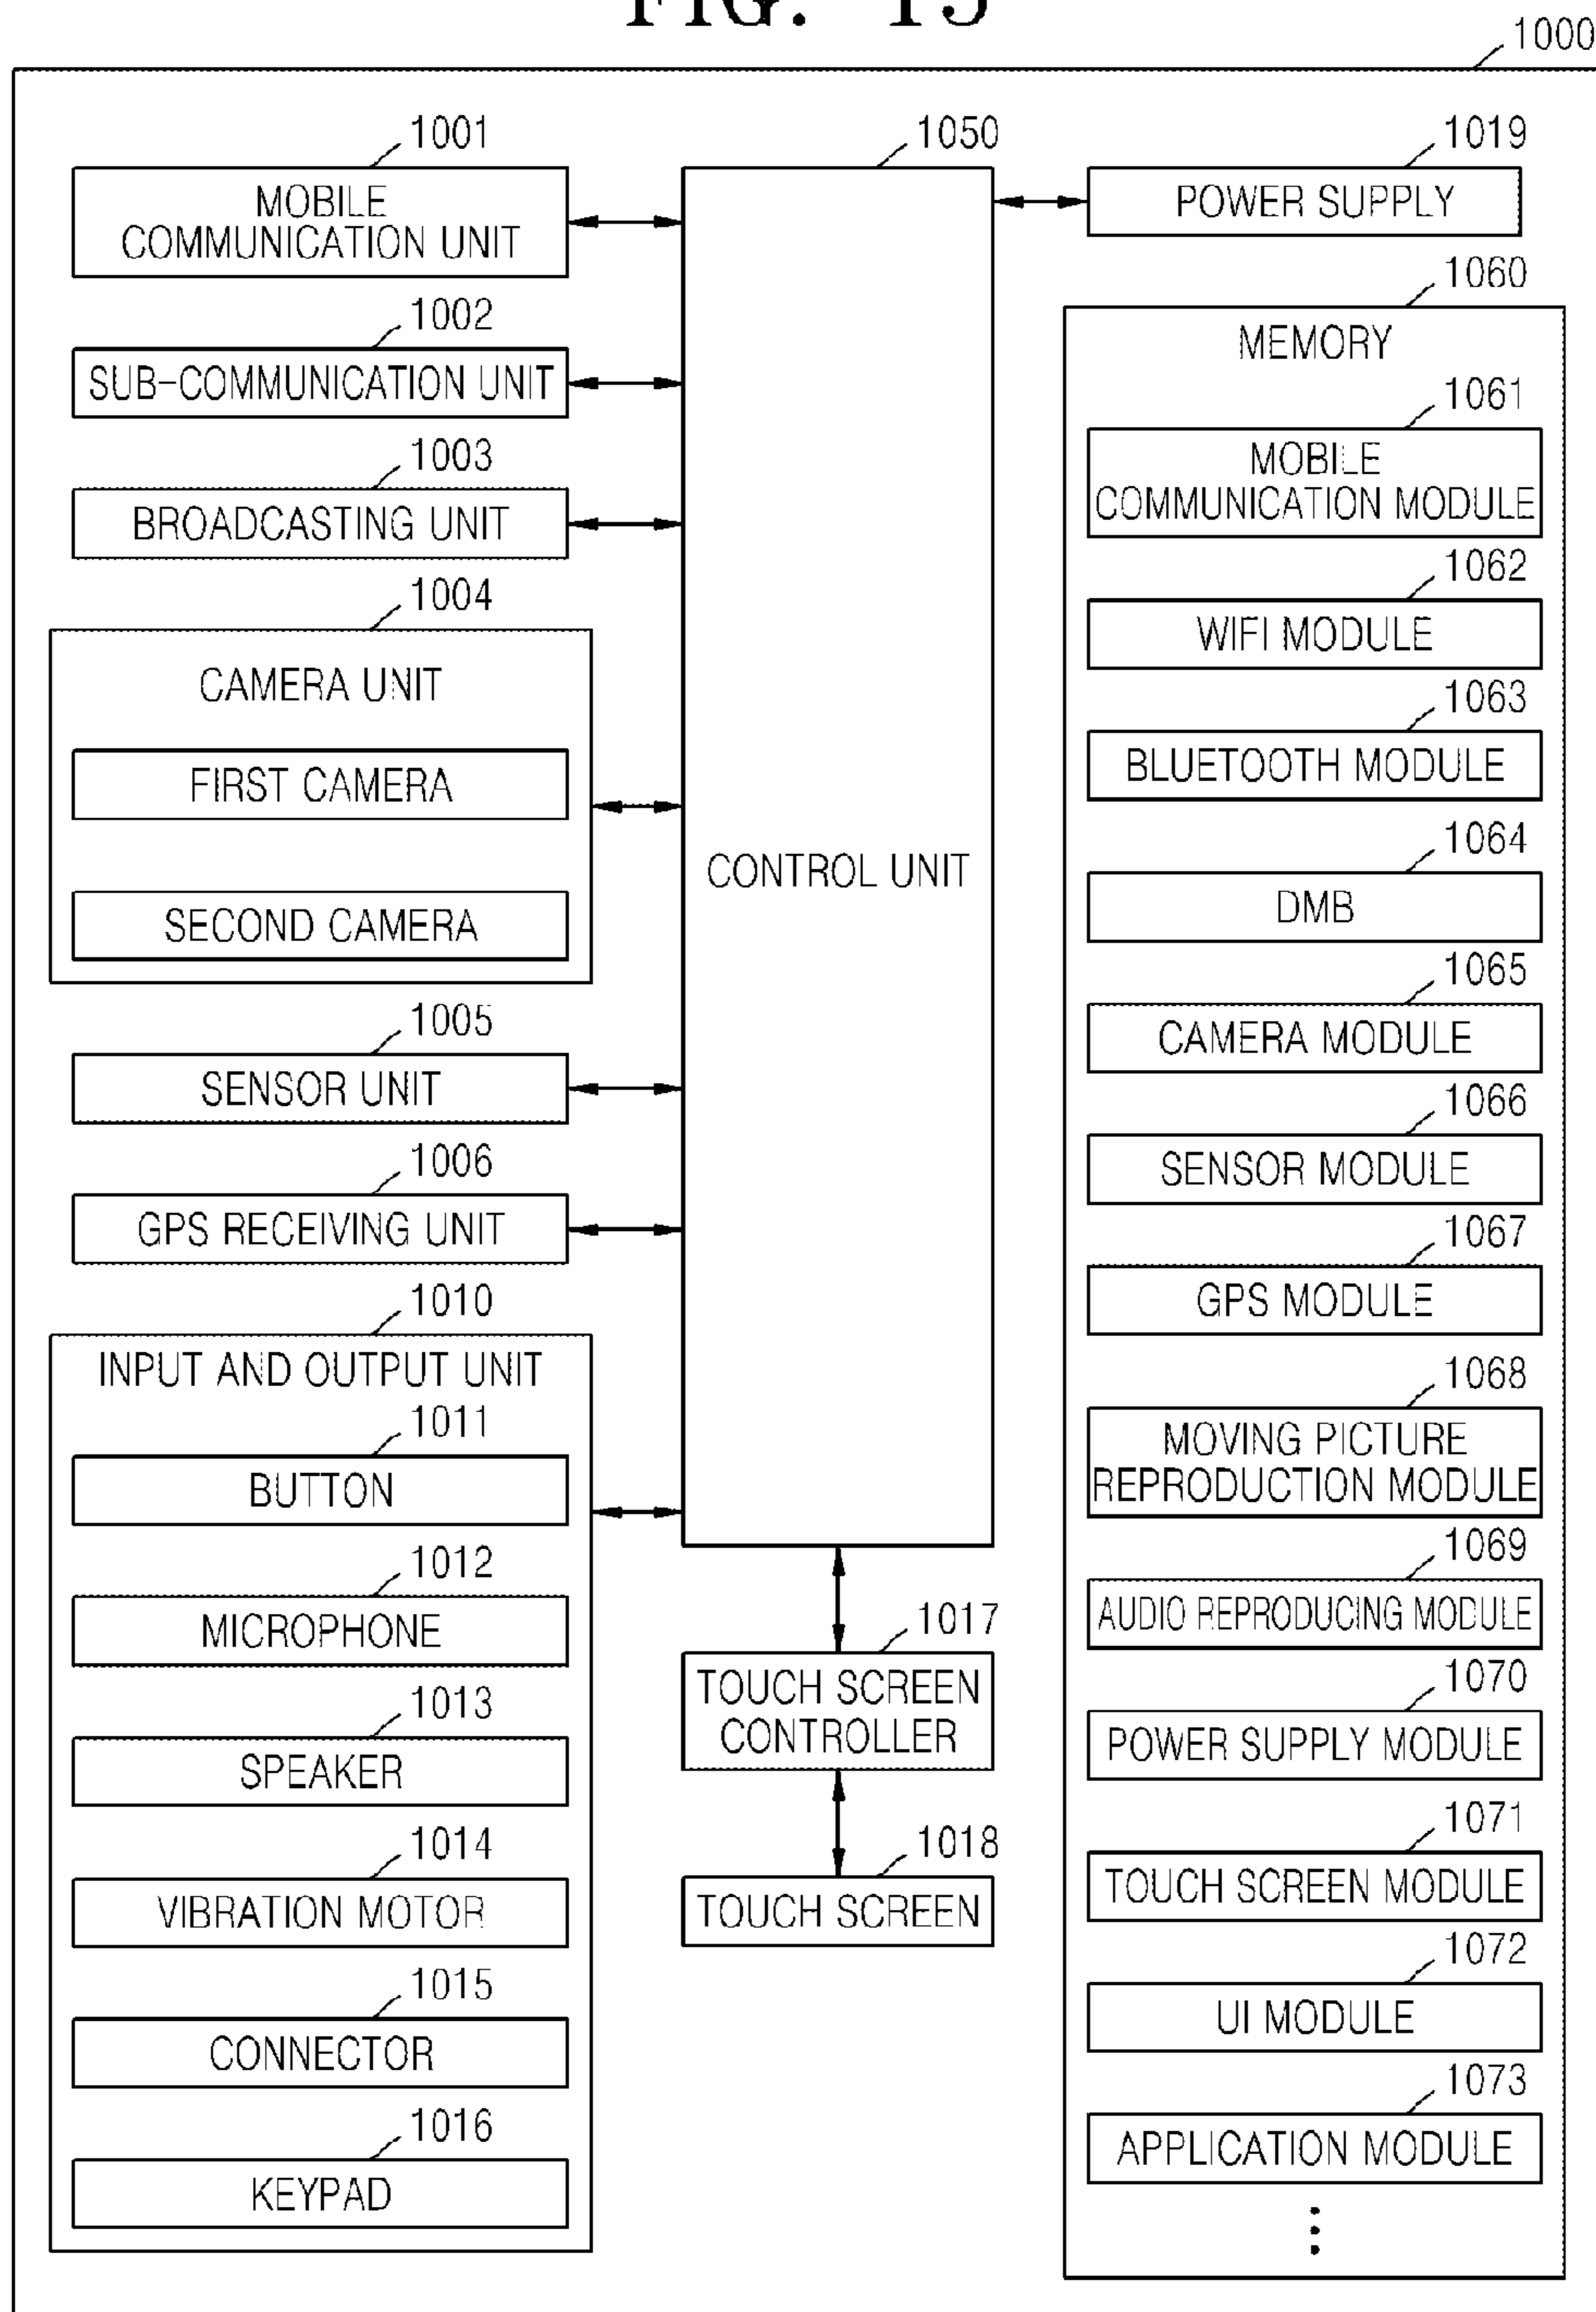 FIG. 15
1000
1001
MOBILE
COMMUNICATION UNIT
1002
SUB-COMMUNICATION UNIT
1003
BROADCASTING UNIT
1004
CAMERA UNIT
FIRST CAMERA
SECOND CAMERA
1005
SENSOR UNIT
1006
GPS RECEIVING UNIT
1010
INPUT AND OUTPUT UNIT
1011
BUTTON
1012
MICROPHONE
1013
SPEAKER
1014
VIBRATION MOTOR
1015
CONNECTOR
1016
KEYPAD
1050
CONTROL UNIT
1017
TOUCH SCREEN
CONTROLLER
1018
TOUCH SCREEN
1019
POWER SUPPLY
1060
MEMORY
1061
MOBILE
COMMUNICATION MODULE
1062
WIFI MODULE
1063
BLUETOOTH MODULE
1064
DMB
1065
CAMERA MODULE
1066
SENSOR MODULE
1067
GPS MODULE
1068
MOVING PICTURE
REPRODUCTION MODULE
1069
AUDIO REPRODUCING MODULE
1070
POWER SUPPLY MODULE
1071
TOUCH SCREEN MODULE
1072
UI MODULE
1073
APPLICATION MODULE